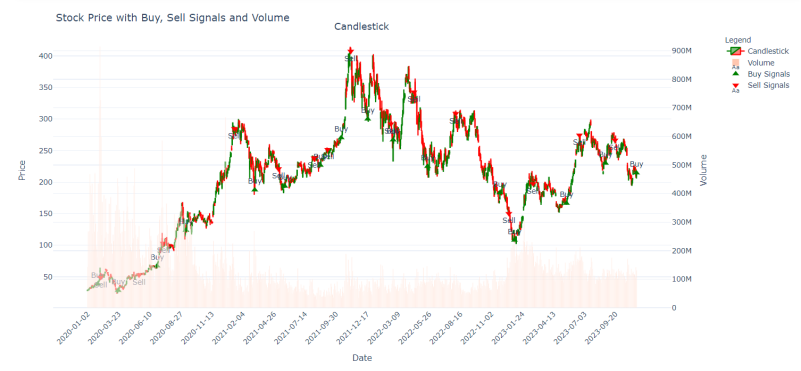 Stock Price with Buy, Sell Signals and Volume
Candlestick
Legend
Candlestick
Volume
Buy Signals
Sell Signals
400
350
300
250
200
150
100
50
Price
900M
800M
700M
600M
500M
400M
300M
200M
100M
0
Volume
Sell
Sell
Sell
Buy
Buy
Buy
Sell
Buy
Sell
Buy
Sell
Buy
Sell
Buy
Buy
Buy
Sell
Buy
Sell
Buy
Sell
Buy
2020-01-02
2020-03-23
2020-06-10
2020-08-27
2020-11-13
2021-02-04
2021-04-26
2021-07-14
2021-09-30
2021-12-17
2022-03-09
2022-05-26
2022-08-16
2022-11-02
2023-01-24
2023-04-13
2023-07-03
2023-09-20
Date